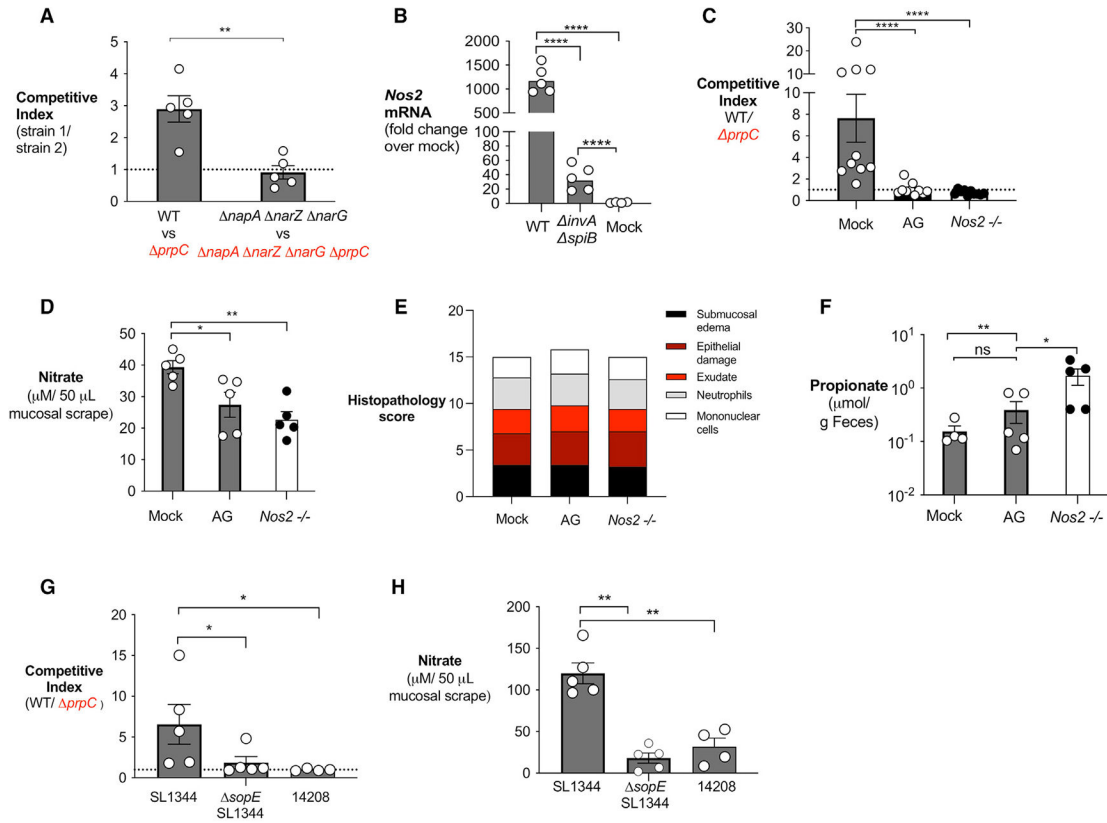 A
Competitive
Index
(strain 1/
strain 2)
5
4
3
2
1
0
**
WT
vs
ΔprpC
ΔnapA ΔnarZ ΔnarG
vs
ΔnapA ΔnarZ ΔnarG ΔprpC
B
Nos2
mRNA
(fold change
over mock)
2000
1500
1000
500
100
80
60
40
20
0
****
****
****
WT
ΔinvA
ΔspiB
Mock
C
Competitive
Index
WT/
ΔprpC
30
20
10
8
6
4
2
0
****
****
Mock
AG
Nos2 -/-
D
Nitrate
(μM/ 50 μL
mucosal scrape)
50
40
30
20
10
0
**
*
Mock
AG
Nos2 -/-
E
Histopathology
score
20
15
10
5
0
Mock
AG
Nos2 -/-
Submucosal
edema
Epithelial
damage
Exudate
Neutrophils
Mononuclear
cells
F
Propionate
(μmol/
g Feces)
10¹
10⁰
10⁻¹
10⁻²
**
ns
*
Mock
AG
Nos2 -/-
G
Competitive
Index
(WT/ ΔprpC )
20
15
10
5
0
*
*
SL1344
ΔsopE
SL1344
14208
H
Nitrate
(μM/ 50 μL
mucosal scrape)
200
150
100
50
0
**
**
SL1344
ΔsopE
SL1344
14208